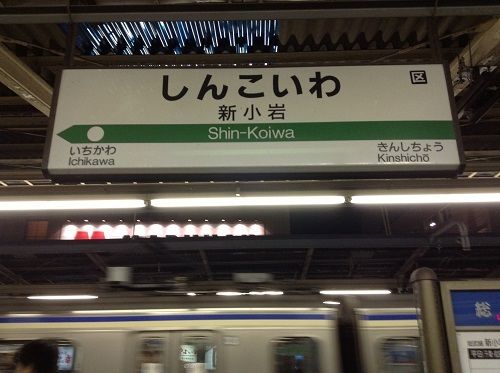 しんこいわ
区
新小岩
Shin-Koiwa
いちかわ
Ichikawa
きんしちょう
Kinshichō
総